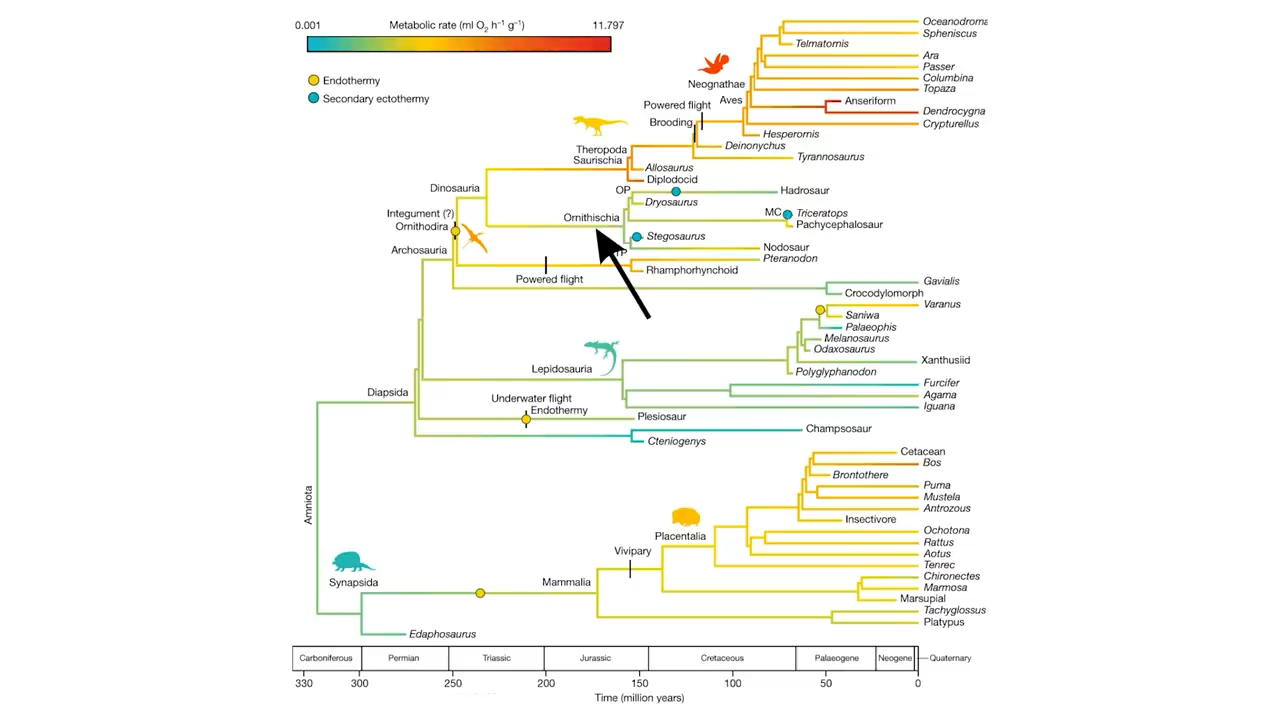 0.001 Metabolic rate (ml O₂ h⁻¹ g⁻¹) 11.797
Endothermy
Secondary ectothermy
Oceanodroma
Spheniscus
Telmatornis
Ara
Passer
Columbina
Topaza
Anseriform
Dendrocygna
Crypturellus
Neognathae
Aves
Powered flight
Brooding
Hesperornis
Deinonychus
Tyrannosaurus
Theropoda
Saurischia
Allosaurus
Diplodocid
Dinosauria
OP
Hadrosaur
Dryosaurus
Integument (?)
Ornithodira
Ornithischia
MC
Triceratops
Pachycephalosaur
Stegosaurus
Archosauria
Nodosaur
Pteranodon
Rhamphorhynchoid
Powered flight
Gavialis
Crocodylomorph
Varanus
Saniwa
Palaeophis
Melanosaurus
Odaxosaurus
Xanthusiid
Lepidosauria
Polyglyphanodon
Furcifer
Diapsida
Agama
Underwater flight
Iguana
Endothermy
Plesiosaur
Champsosaur
Cteniogenys
Cetacean
Bos
Brontothere
Puma
Mustela
Amniota
Antrozous
Insectivore
Placentalia
Ochotona
Rattus
Vivipary
Aotus
Tenrec
Synapsida
Mammalia
Chironectes
Marmosa
Marsupial
Tachyglossus
Platypus
Edaphosaurus
Carboniferous Permian Triassic Jurassic Cretaceous Palaeogene Neogene Quaternary
330 300 250 200 150 100 50 0
Time (million years)